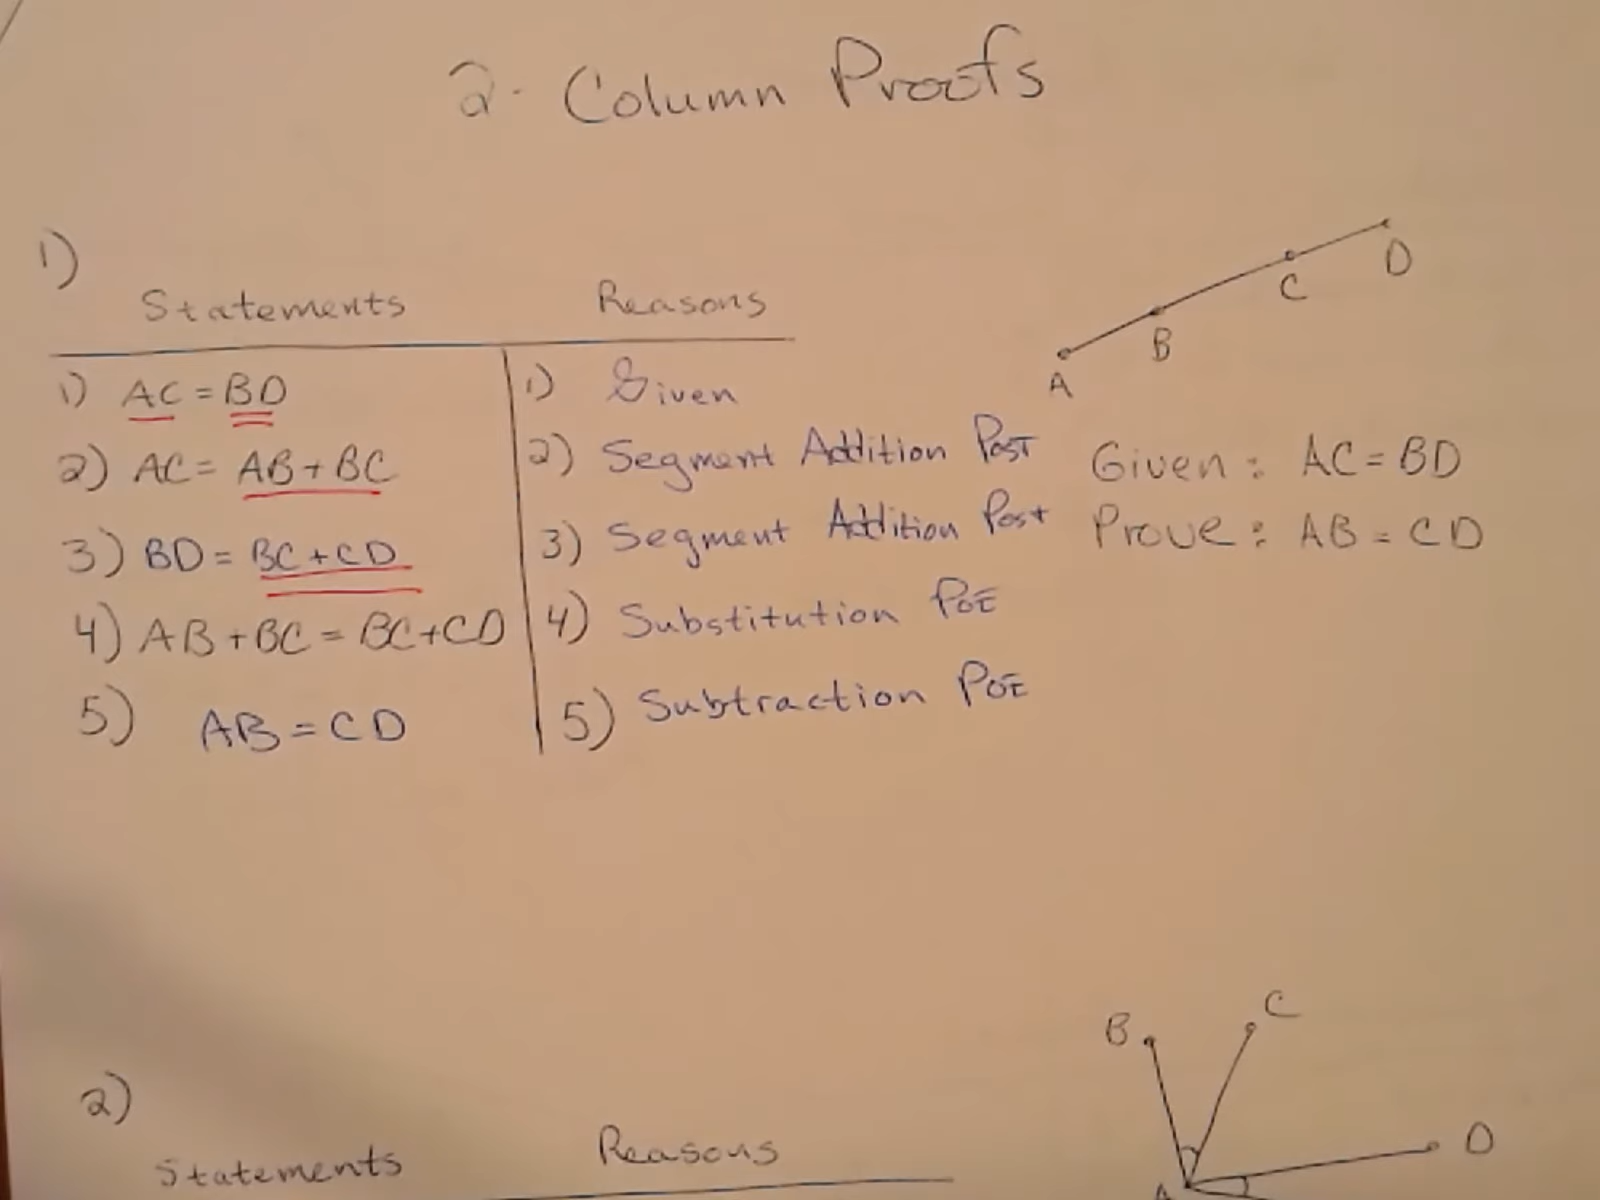 2-Column Proofs
1)
Statements Reasons
1) AC = BD 1) Given
2) AC = AB + BC 2) Segment Addition Post
3) BD = BC + CD 3) Segment Addition Post
4) AB + BC = BC + CD 4) Substitution PoE
5) AB = CD 5) Subtraction PoE
A B C D
Given: AC = BD
Prove: AB = CD
2)
Statements Reasons
B C
A D